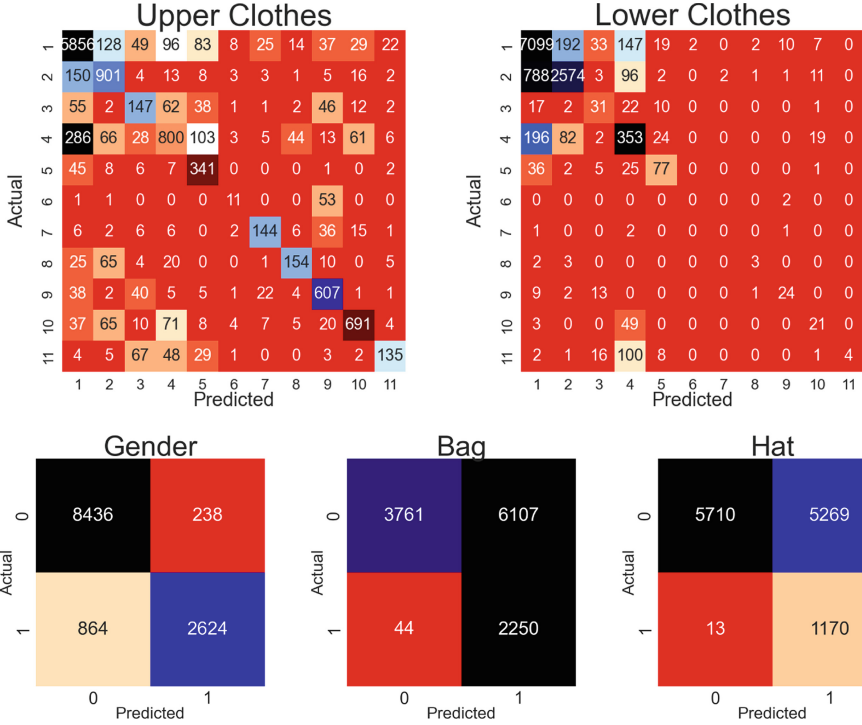 Upper Clothes Lower Clothes
1 5856 128 49 96 83 8 25 14 37 29 22
2 150 901 4 13 8 3 3 1 5 16 2
3 55 2 147 62 38 1 1 2 46 12 2
4 286 66 28 800 103 3 5 44 13 61 6
5 45 8 6 7 341 0 0 0 1 0 2
6 1 1 0 0 0 11 0 0 53 0 0
7 6 2 6 6 0 2 144 6 36 15 1
8 25 65 4 20 0 0 1 154 10 0 5
9 38 2 40 5 5 1 22 4 607 1 1
10 37 65 10 71 8 4 7 5 20 691 4
11 4 5 67 48 29 1 0 0 3 2 135
1 2 3 4 5 6 7 8 9 10 11
Actual
Predicted
1 7099 192 33 147 19 2 0 2 10 7 0
2 788 2574 3 96 2 0 2 1 1 11 0
3 17 2 31 22 10 0 0 0 0 1 0
4 196 82 2 353 24 0 0 0 0 19 0
5 36 2 5 25 77 0 0 0 0 1 0
6 0 0 0 0 0 0 0 0 2 0 0
7 1 0 0 2 0 0 0 0 1 0 0
8 2 3 0 0 0 0 0 3 0 0 0
9 9 2 13 0 0 0 0 1 24 0 0
10 3 0 0 49 0 0 0 0 0 21 0
11 2 1 16 100 8 0 0 0 0 1 4
1 2 3 4 5 6 7 8 9 10 11
Actual
Predicted
Gender
0 8436 238
1 864 2624
0 1
Actual
Predicted
Bag
0 3761 6107
1 44 2250
0 1
Actual
Predicted
Hat
0 5710 5269
1 13 1170
0 1
Actual
Predicted